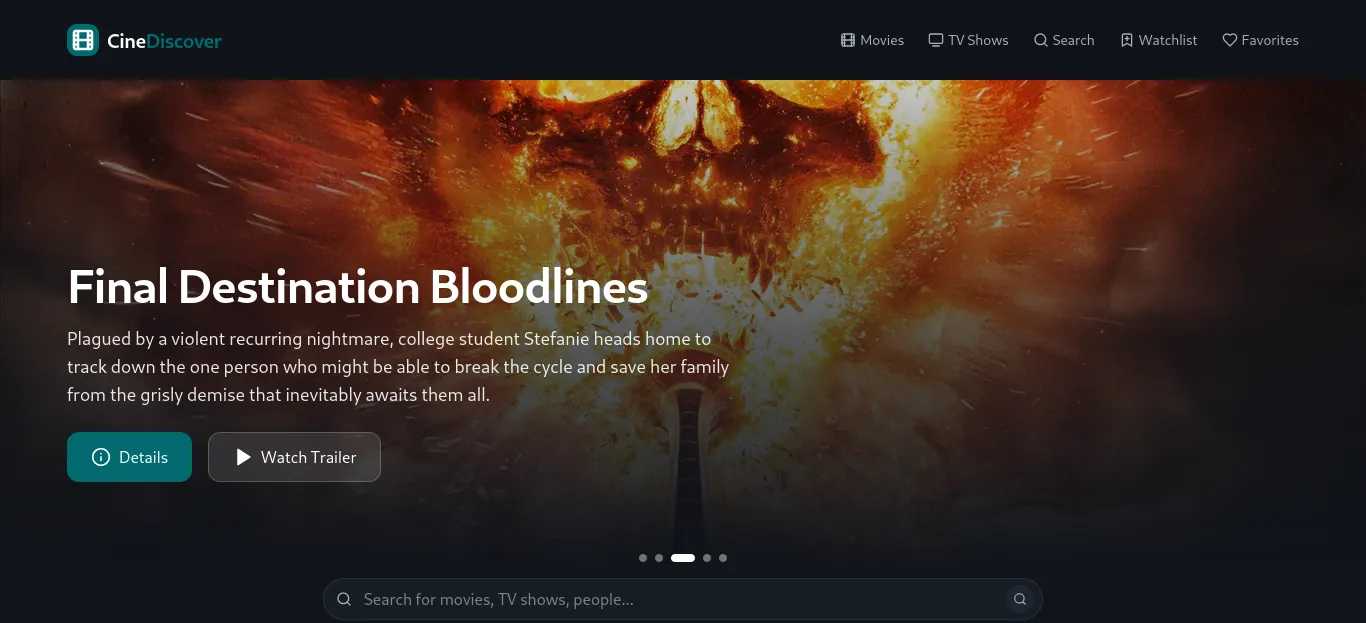 CineDiscover
Movies
TV Shows
Search
Watchlist
Favorites
Final Destination Bloodlines
Plagued by a violent recurring nightmare, college student Stefanie heads home to
track down the one person who might be able to break the cycle and save her family
from the grisly demise that inevitably awaits them all.
Details
Watch Trailer
Search for movies, TV shows, people...